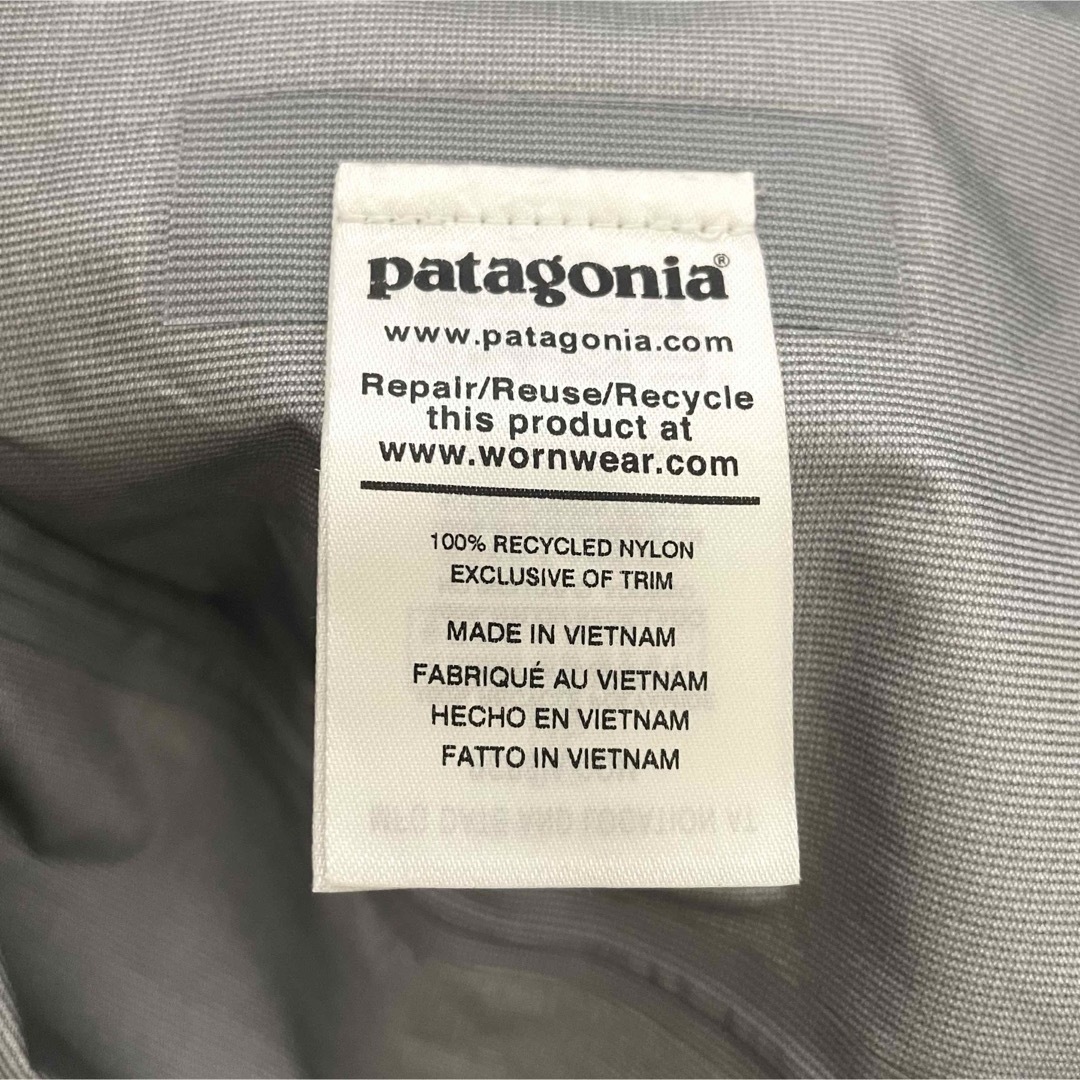 patagonia®
www.patagonia.com
Repair/Reuse/Recycle
this product at
www.wornwear.com
100% RECYCLED NYLON
EXCLUSIVE OF TRIM
MADE IN VIETNAM
FABRIQUÉ AU VIETNAM
HECHO EN VIETNAM
FATTO IN VIETNAM